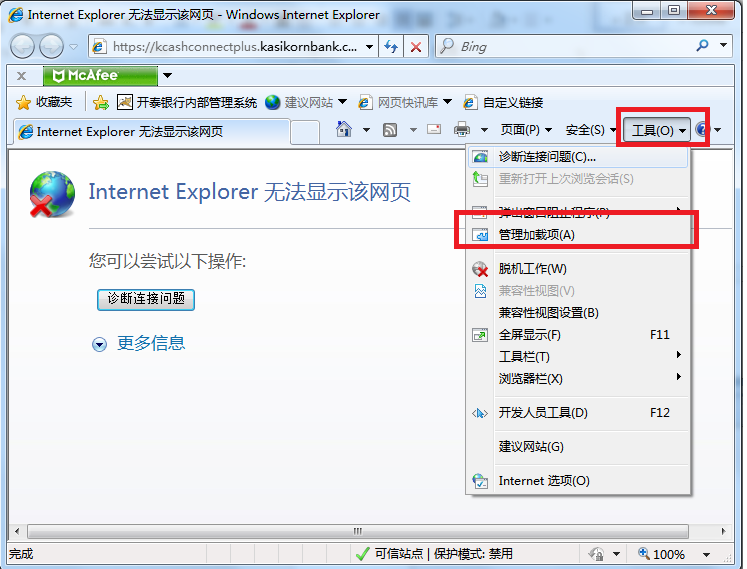 Internet Explorer 无法显示该网页 - Windows Internet Explorer
https://kcashconnectplus.kasikornbank.c...
Bing
x McAfee
收藏夹 开泰银行内部管理系统 建议网站 网页快讯库 自定义链接
Internet Explorer 无法显示该网页
页面(P) 安全(S) 工具(O)
Internet Explorer 无法显示该网页
您可以尝试以下操作:
诊断连接问题
更多信息
诊断连接问题(C)...
重新打开上次浏览会话(S)
弹出窗口阻止程序(P)
管理加载项(A)
脱机工作(W)
兼容性视图(V)
兼容性视图设置(B)
全屏显示(F) F11
工具栏(T)
浏览器栏(X)
开发人员工具(D) F12
建议网站(G)
Internet 选项(O)
完成
可信站点 | 保护模式: 禁用
100%